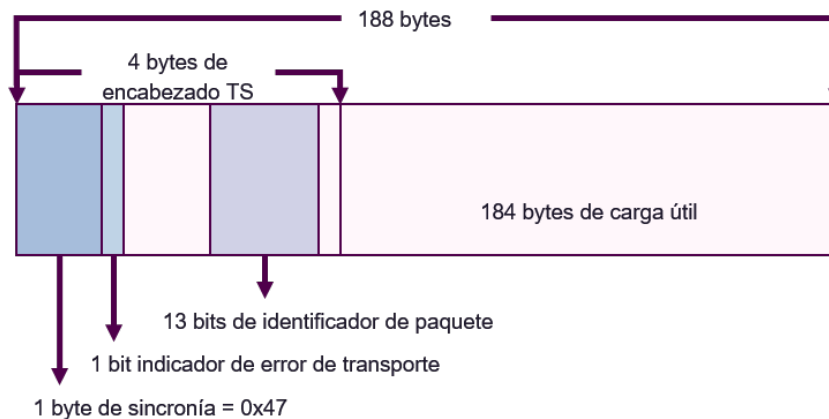 188 bytes
4 bytes de
encabezado TS
184 bytes de carga útil
13 bits de identificador de paquete
1 bit indicador de error de transporte
1 byte de sincronía = 0x47